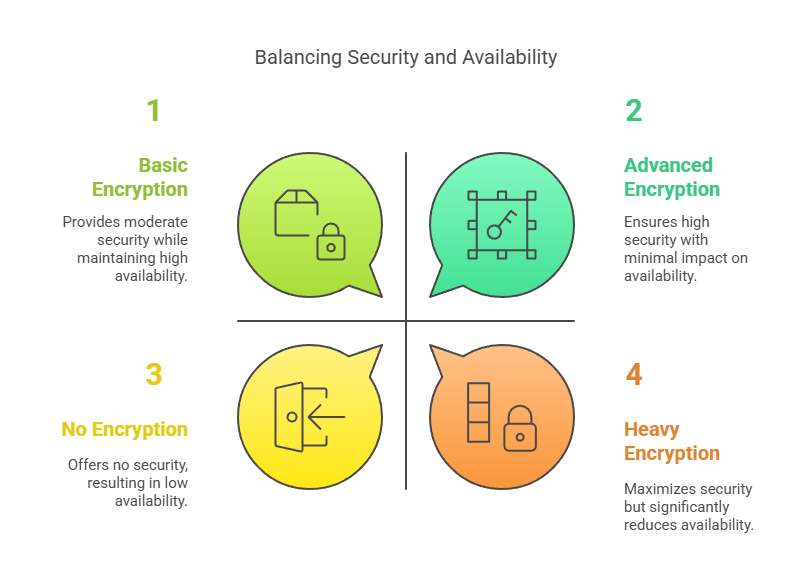 Balancing Security and Availability
1
Basic
Encryption
Provides moderate
security while
maintaining high
availability.
2
Advanced
Encryption
Ensures high
security with
minimal impact on
availability.
3
No Encryption
Offers no security,
resulting in low
availability.
4
Heavy
Encryption
Maximizes security
but significantly
reduces availability.